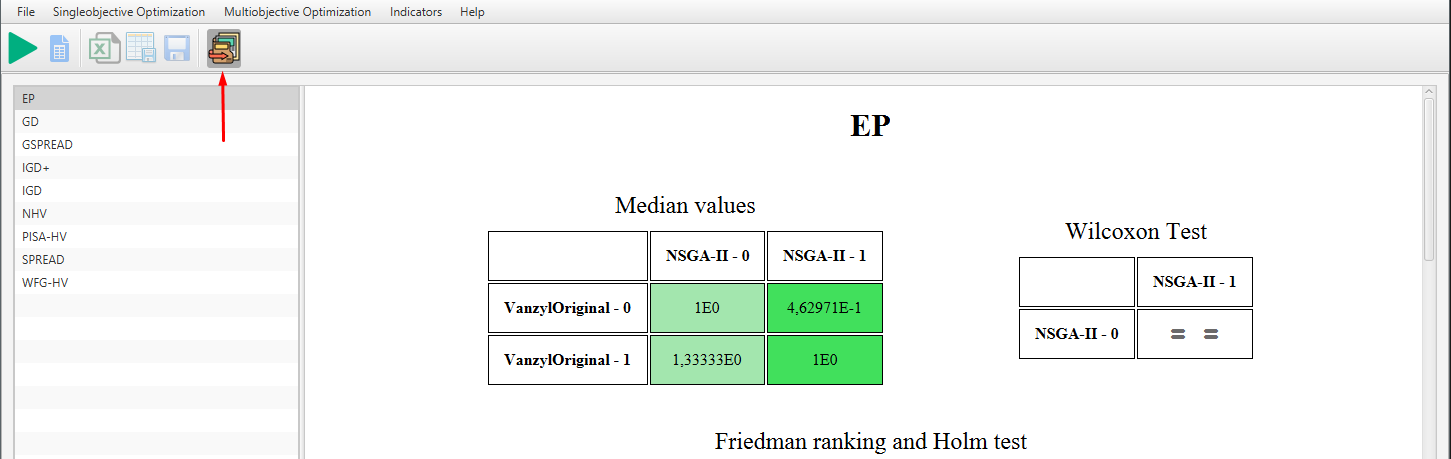 File Singleobjective Optimization Multiobjective Optimization Indicators Help
EP
GD
GSPREAD
IGD+
IGD
NHV
PISA-HV
SPREAD
WFG-HV
EP
Median values
NSGA-II - 0 NSGA-II - 1
VanzylOriginal - 0 1E0 4,62971E-1
VanzylOriginal - 1 1,33333E0 1E0
Wilcoxon Test
NSGA-II - 1
NSGA-II - 0 = =
Friedman ranking and Holm test